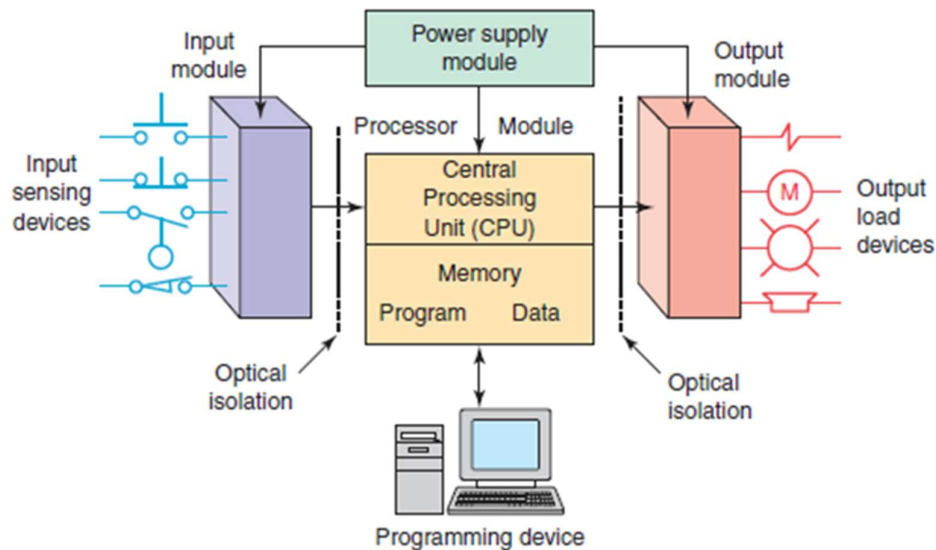 Power supply
module
Input
module
Output
module
Processor
Module
Input
sensing
devices
Central
Processing
Unit (CPU)
Memory
Program
Data
M
Output
load
devices
Optical
isolation
Optical
isolation
Programming device